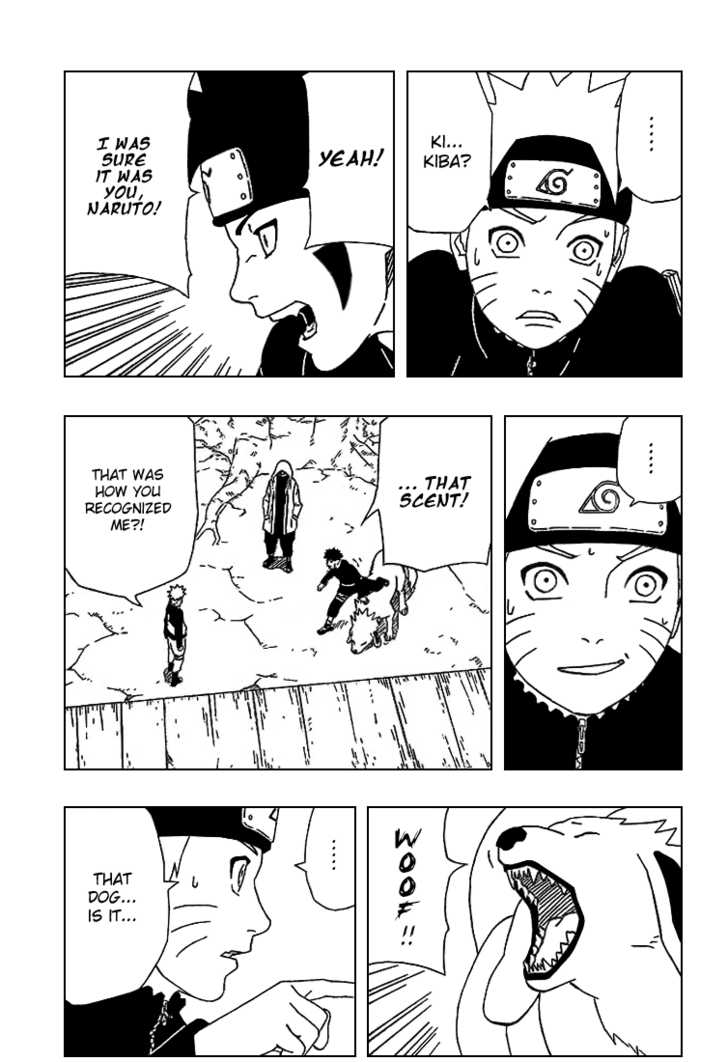 ......
KI...
KIBA?
YEAH!
I WAS
SURE
IT WAS
YOU,
NARUTO!
......
... THAT
SCENT!
THAT WAS
HOW YOU
RECOGNIZED
ME?!
WOOF!!
......
THAT
DOG...
IS IT...